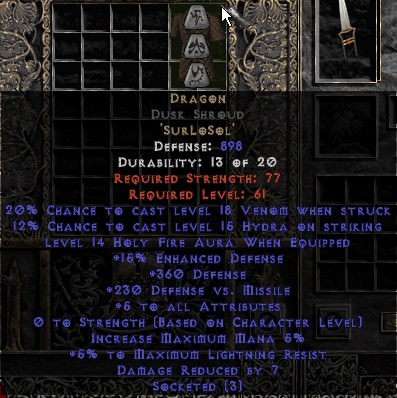 Dragon
Dusk Shroud
'SurLoSol'
Defense: 898
Durability: 13 of 20
Required Strength: 77
Required Level: 61
20% Chance to cast level 18 Venom when struck
12% Chance to cast level 15 Hydra on striking
Level 14 Holy Fire Aura When Equipped
+15% Enhanced Defense
+360 Defense
+230 Defense vs. Missile
+5 to all Attributes
0 to Strength (Based on Character Level)
Increase Maximum Mana 5%
+5% to Maximum Lightning Resist
Damage Reduced by 7
Socketed (3)